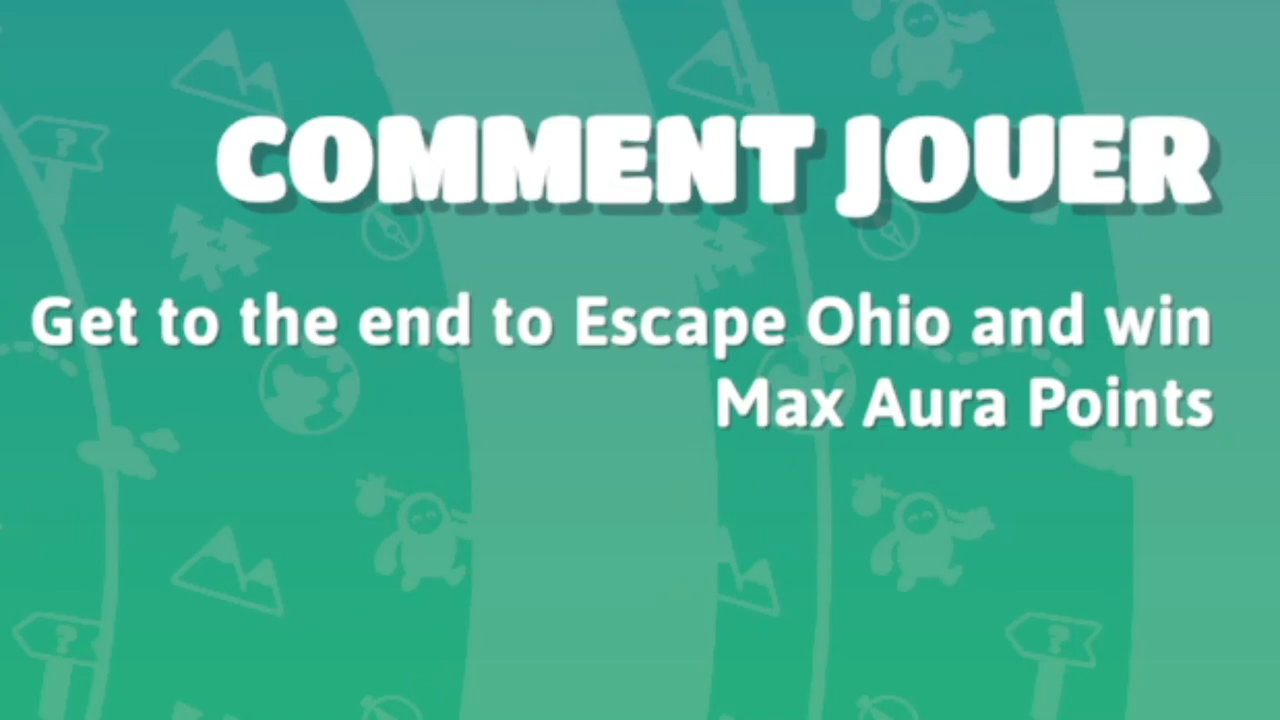 COMMENT JOUER
Get to the end to Escape Ohio and win
Max Aura Points